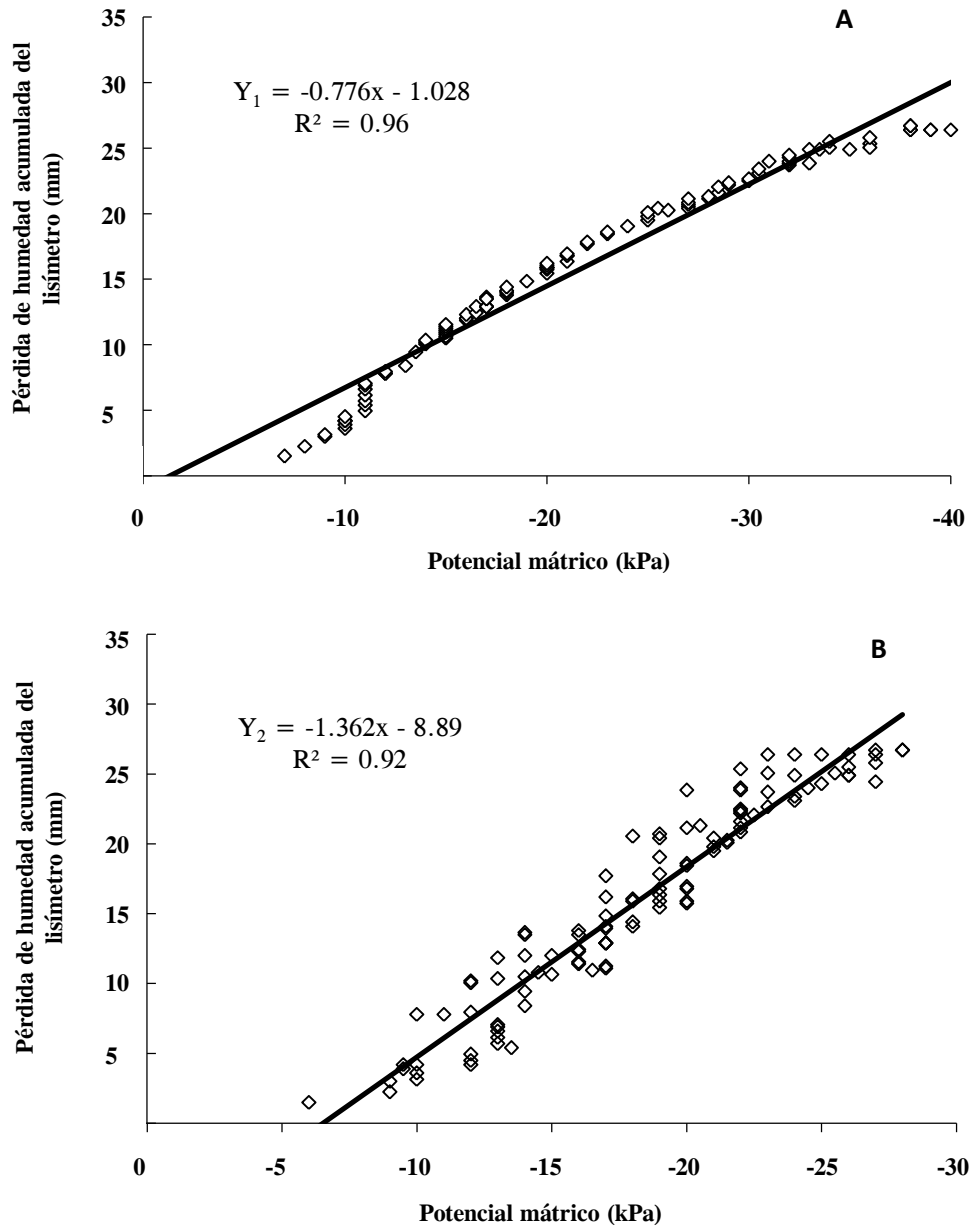 A
35
30
25
20
15
10
5
Y1 = -0.776x - 1.028
R² = 0.96
Pérdida de humedad acumulada del
lisímetro (mm)
0 -10 -20 -30 -40
Potencial mátrico (kPa)
B
35
30
25
20
15
10
5
Y2 = -1.362x - 8.89
R² = 0.92
Pérdida de humedad acumulada del
lisímetro (mm)
0 -5 -10 -15 -20 -25 -30
Potencial mátrico (kPa)